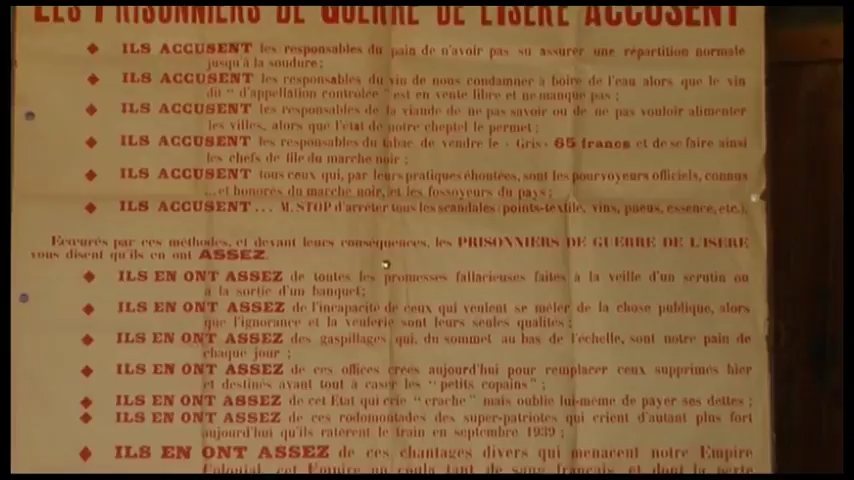 LES PRISONNIERS DE GUERRE DE L'ISERE ACCUSENT
◆ ILS ACCUSENT les responsables du pain de n'avoir pas su assurer une répartition normale
jusqu'à la soudure ;
◆ ILS ACCUSENT les responsables du vin de nous condamner à boire de l'eau alors que le vin
dit " d'appellation contrôlée " est en vente libre et ne manque pas ;
◆ ILS ACCUSENT les responsables de la viande de ne pas savoir ou de ne pas vouloir alimenter
les villes, alors que l'état de notre cheptel le permet ;
◆ ILS ACCUSENT les responsables du tabac de vendre le « Gris » 65 francs et de se faire ainsi
les chefs de file du marché noir ;
◆ ILS ACCUSENT tous ceux qui, par leurs pratiques éhontées, sont les pourvoyeurs officiels, connus
... et honorés du marché noir, et les fossoyeurs du pays ;
◆ ILS ACCUSENT ... M. STOP d'arrêter tous les scandales (points-textile, vins, pneus, essence, etc.).
Ecœurés par ces méthodes, et devant leurs conséquences, les PRISONNIERS DE GUERRE DE L'ISERE
vous disent qu'ils en ont ASSEZ.
◆ ILS EN ONT ASSEZ de toutes les promesses fallacieuses faites à la veille d'un scrutin ou
à la sortie d'un banquet ;
◆ ILS EN ONT ASSEZ de l'incapacité de ceux qui veulent se mêler de la chose publique, alors
que l'ignorance et la veulerie sont leurs seules qualités ;
◆ ILS EN ONT ASSEZ des gaspillages qui, du sommet au bas de l'échelle, sont notre pain de
chaque jour ;
◆ ILS EN ONT ASSEZ de ces offices créés aujourd'hui pour remplacer ceux supprimés hier
et destinés avant tout à caser les " petits copains " ;
◆ ILS EN ONT ASSEZ de cet Etat qui crie " crache " mais oublie lui-même de payer ses dettes ;
◆ ILS EN ONT ASSEZ de ces rodomontades des super-patriotes qui crient d'autant plus fort
aujourd'hui qu'ils ratèrent le train en septembre 1939 ;
◆ ILS EN ONT ASSEZ de ces chantages divers qui menacent notre Empire
Colonial, cet Empire où coula tant de sang français, et dont la perte